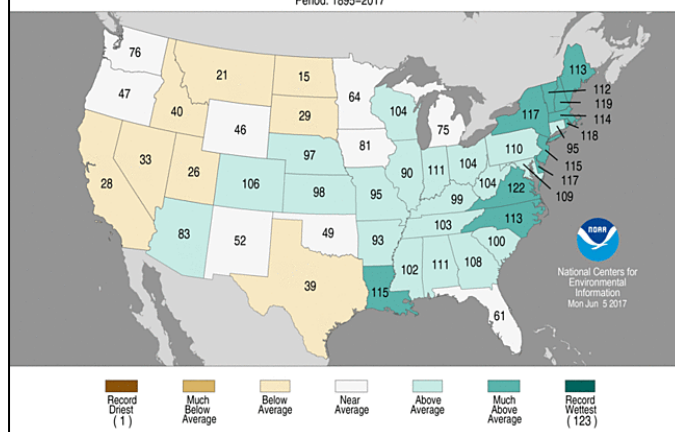 Period: 1895-2017
76
113
21
15
64
112
47
119
104
117
114
40
29
75
118
46
81
110
95
97
33
90
111
104
115
26
106
98
104
117
28
95
99
122
109
103
113
83
52
49
93
100
NOAA
102
111
108
National Centers for
39
115
Environmental
61
Information
Mon Jun 5 2017
Record
Driest
(1)
Much
Below
Average
Below
Average
Near
Average
Above
Average
Much
Above
Average
Record
Wettest
(123)